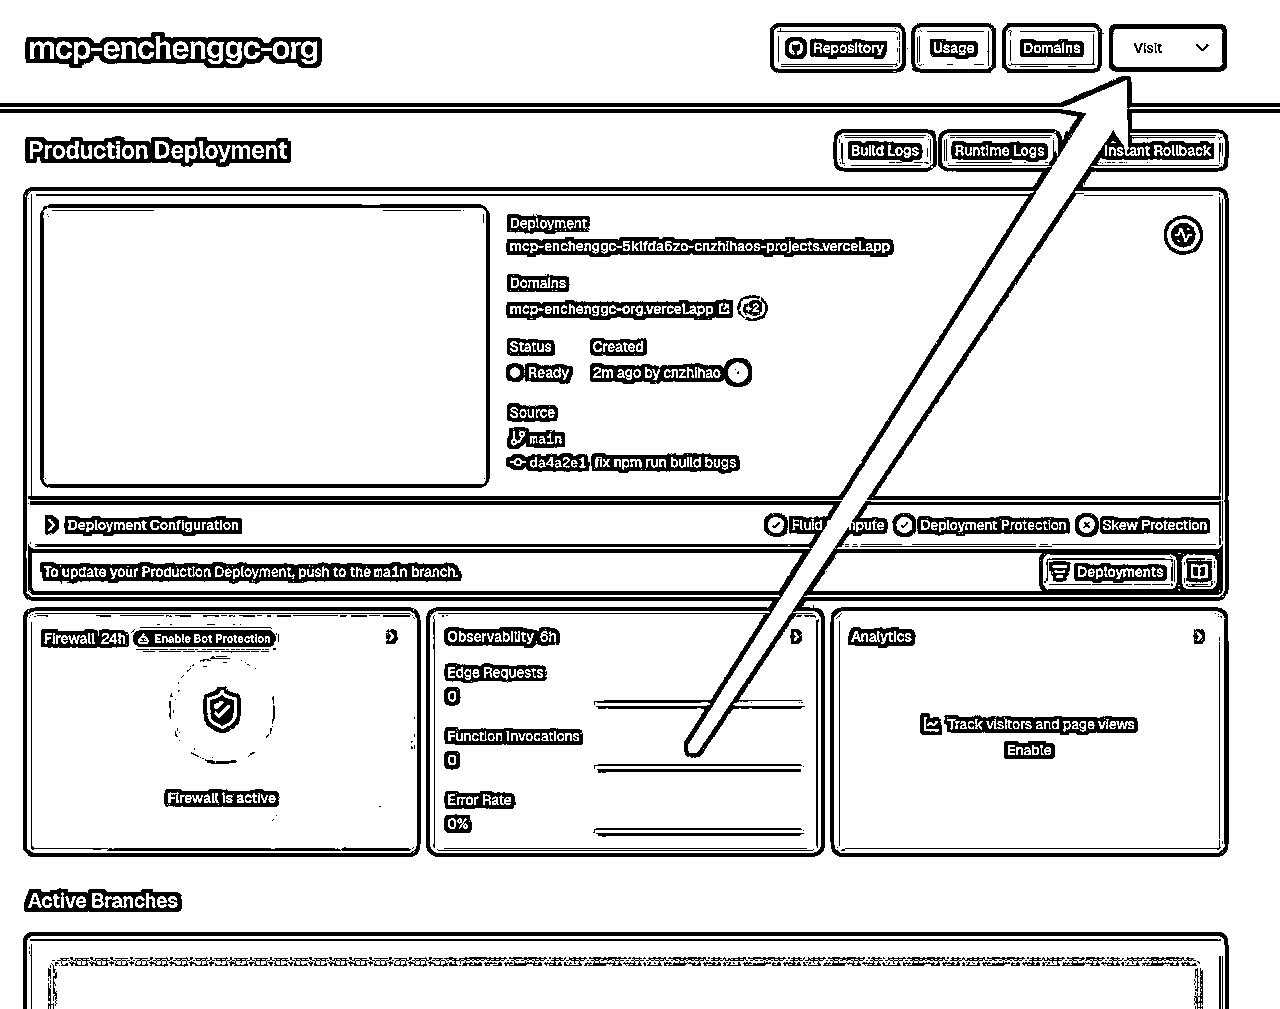 mcp-enchenggc-org
Repository
Usage
Domains
Visit
Production Deployment
Build Logs
Runtime Logs
Instant Rollback
Deployment
mcp-enchenggc-5klfda6zo-cnzhihaos-projects.vercel.app
Domains
mcp-enchenggc-org.vercel.app +2
Status
Created
Ready
2m ago by cnzhihao
Source
main
da4a2e1 fix npm run build bugs
Deployment Configuration
Fluid
Deployment Protection
Skew Protection
To update your Production Deployment, push to the main branch.
Deployments
Firewall 24h
Enable Bot Protection
Firewall is active
Observability 6h
Edge Requests
0
Function Invocations
0
Error Rate
0%
Analytics
Track visitors and page views
Enable
Active Branches